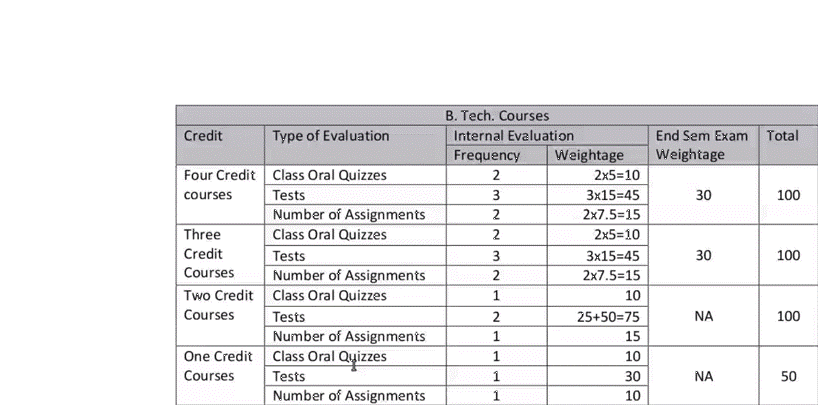 B. Tech. Courses
Credit Type of Evaluation Internal Evaluation End Sem Exam Weightage Total
Frequency Weightage
Four Credit courses Class Oral Quizzes 2 2x5=10 30 100
Tests 3 3x15=45
Number of Assignments 2 2x7.5=15
Three Credit Courses Class Oral Quizzes 2 2x5=10 30 100
Tests 3 3x15=45
Number of Assignments 2 2x7.5=15
Two Credit Courses Class Oral Quizzes 1 10 NA 100
Tests 2 25+50=75
Number of Assignments 1 15
One Credit Courses Class Oral Quizzes 1 10 NA 50
Tests 1 30
Number of Assignments 1 10